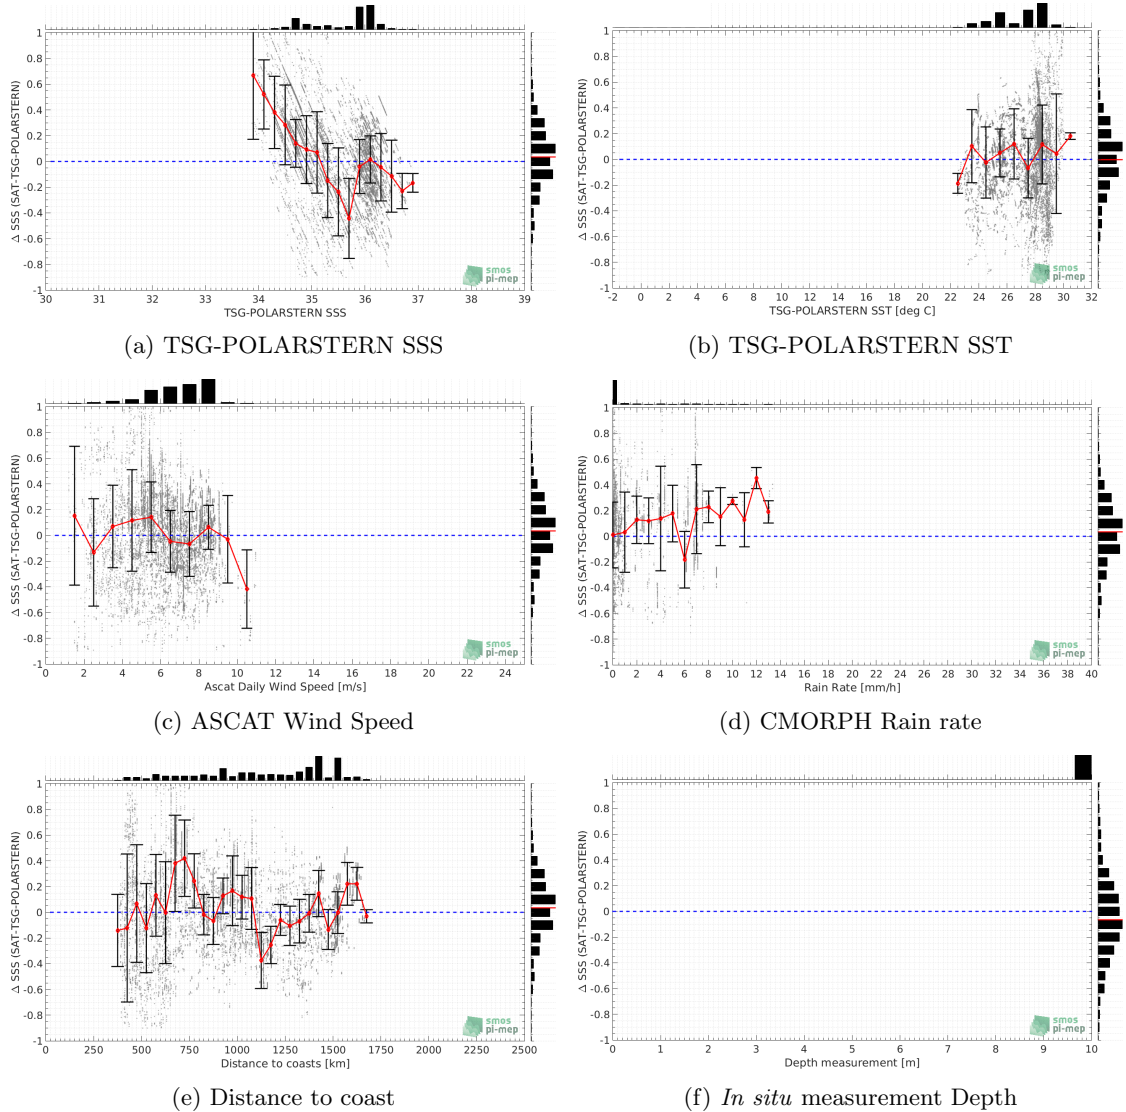 Δ SSS (SAT-TSG-POLARSTERN)
1
0.8
0.6
0.4
0.2
0
-0.2
-0.4
-0.6
-0.8
-1
30 31 32 33 34 35 36 37 38 39
TSG-POLARSTERN SSS
smos
pi-mep
(a) TSG-POLARSTERN SSS
Δ SSS (SAT-TSG-POLARSTERN)
1
0.8
0.6
0.4
0.2
0
-0.2
-0.4
-0.6
-0.8
-1
-2 0 2 4 6 8 10 12 14 16 18 20 22 24 26 28 30 32
TSG-POLARSTERN SST [deg C]
smos
pi-mep
(b) TSG-POLARSTERN SST
Δ SSS (SAT-TSG-POLARSTERN)
1
0.8
0.6
0.4
0.2
0
-0.2
-0.4
-0.6
-0.8
-1
0 2 4 6 8 10 12 14 16 18 20 22 24
Ascat Daily Wind Speed [m/s]
smos
pi-mep
(c) ASCAT Wind Speed
Δ SSS (SAT-TSG-POLARSTERN)
1
0.8
0.6
0.4
0.2
0
-0.2
-0.4
-0.6
-0.8
-1
0 2 4 6 8 10 12 14 16 18 20 22 24 26 28 30 32 34 36 38 40
Rain Rate [mm/h]
smos
pi-mep
(d) CMORPH Rain rate
Δ SSS (SAT-TSG-POLARSTERN)
1
0.8
0.6
0.4
0.2
0
-0.2
-0.4
-0.6
-0.8
-1
0 250 500 750 1000 1250 1500 1750 2000 2250 2500
Distance to coasts [km]
smos
pi-mep
(e) Distance to coast
Δ SSS (SAT-TSG-POLARSTERN)
1
0.8
0.6
0.4
0.2
0
-0.2
-0.4
-0.6
-0.8
-1
0 1 2 3 4 5 6 7 8 9 10
Depth measurement [m]
smos
pi-mep
(f) In situ measurement Depth